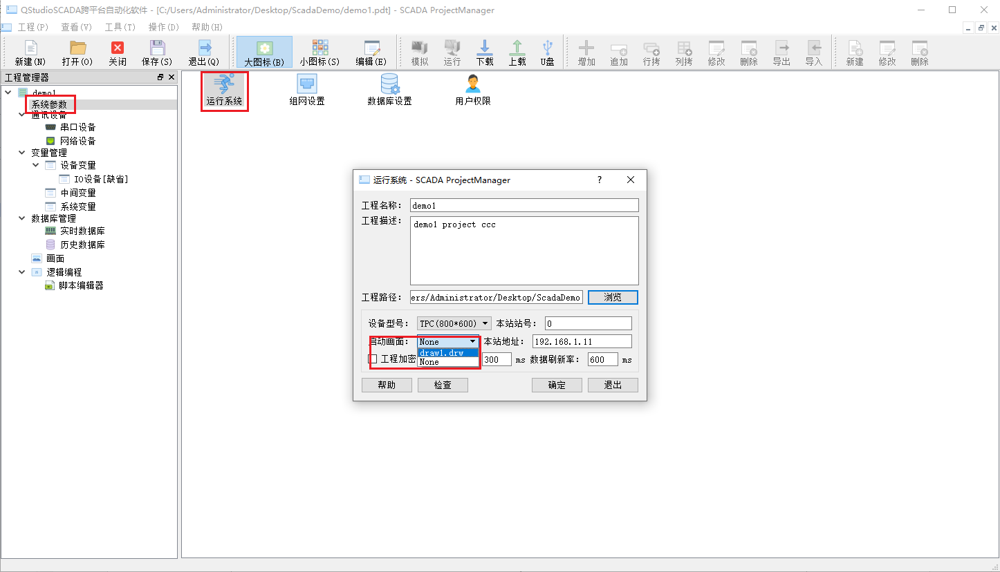 QStudioSCADA跨平台自动化软件 - [C:/Users/Administrator/Desktop/ScadaDemo/demo1.pdt] - SCADA ProjectManager
工程(P) 查看(V) 工具(T) 操作(D) 帮助(H)
新建(N) 打开(O) 关闭 保存(S) 退出(Q) 大图标(B) 小图标(S) 编辑(E) 模拟 运行 下载 上载 U盘 增加 追加 行拷 列拷 修改 删除 导出 导入 新建 修改 删除
工程管理器
demo1
系统参数
通讯设备
串口设备
网络设备
变量管理
设备变量
IO设备[缺省]
中间变量
系统变量
数据库管理
实时数据库
历史数据库
画面
逻辑编程
脚本编辑器
运行系统 组网设置 数据库设置 用户权限
运行系统 - SCADA ProjectManager ?
工程名称: demo1
工程描述: demo1 project ccc
工程路径: ers/Administrator/Desktop/ScadaDemo 浏览
设备型号: TPC(800*600) 本站站号: 0
启动画面: None 本站地址: 192.168.1.11
draw1.drw
None
工程加密 300 ms 数据刷新率: 600 ms
帮助 检查 确定 退出